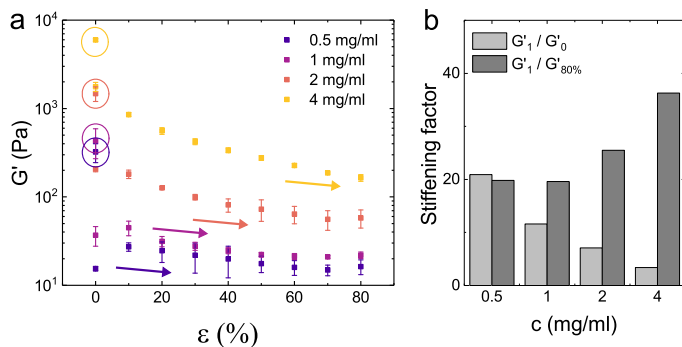 a
G' (Pa)
10⁴
10³
10²
10¹
0 20 40 60 80
ε (%)
0.5 mg/ml
1 mg/ml
2 mg/ml
4 mg/ml
b
Stiffening factor
40
20
0
G'₁ / G'₀
G'₁ / G'₈₀%
0.5 1 2 4
c (mg/ml)